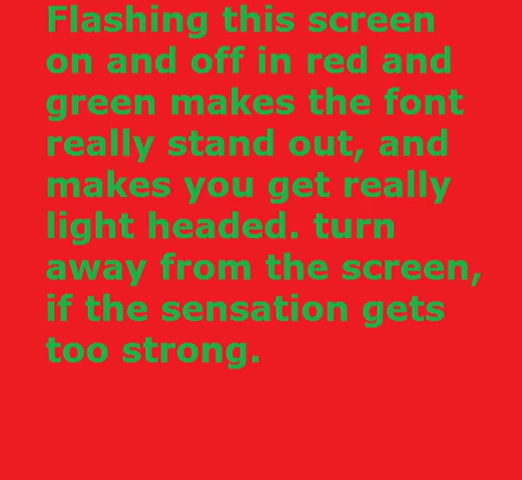 Flashing this screen
on and off in red and
green makes the font
really stand out, and
makes you get really
light headed. turn
away from the screen,
if the sensation gets
too strong.